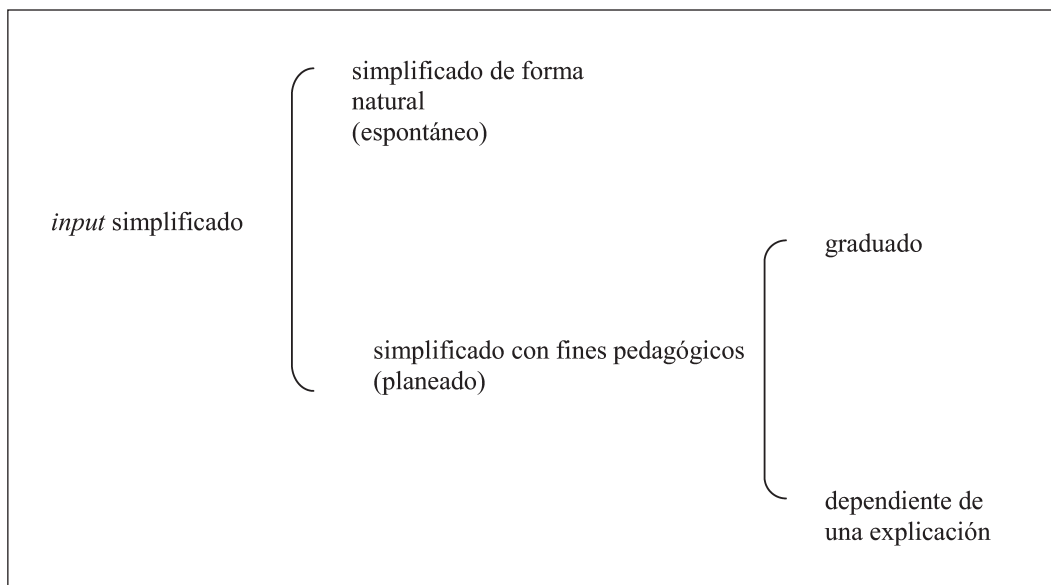 simplificado de forma
natural
(espontáneo)
input simplificado
graduado
simplificado con fines pedagógicos
(planeado)
dependiente de
una explicación